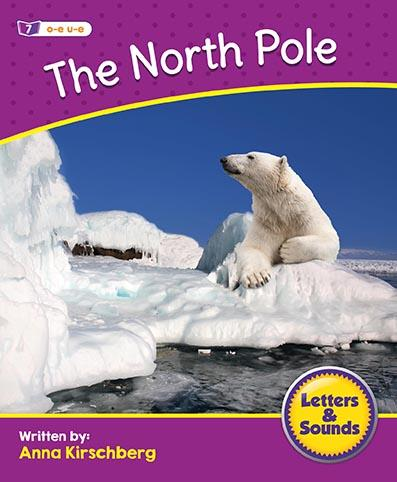 7 o-e u-e
The North Pole
Letters
&
Sounds
Written by:
Anna Kirschberg